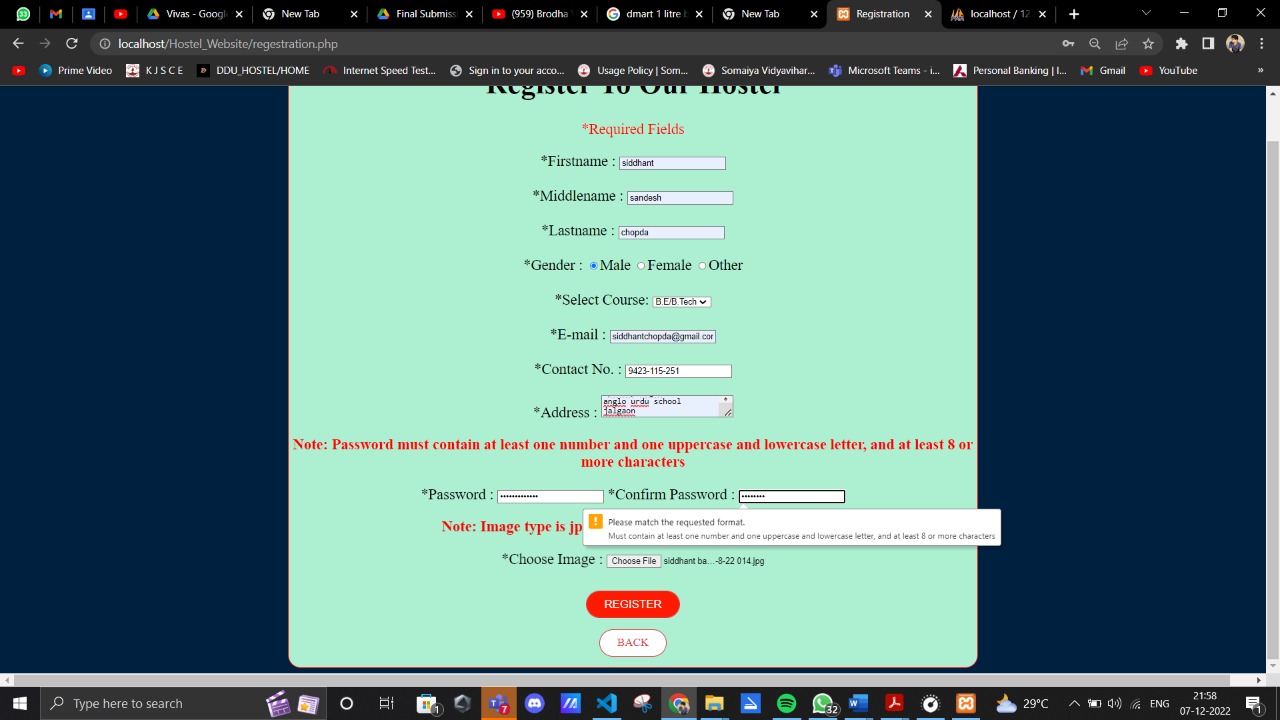 33
Vivas - Google
New Tab
Final Submiss
(959) Brodha V
1 litre b
New Tab
Registration
localhost / 12
localhost/Hostel_Website/regestration.php
Prime Video
K J S C E
DDU_HOSTEL/HOME
Internet Speed Test...
Sign in to your acco...
Usage Policy | Som...
Somaiya Vidyavihar...
Microsoft Teams - i...
Personal Banking | I...
Gmail
YouTube
»
Register To Our Hostel
*Required Fields
*Firstname : siddhant
*Middlename : sandesh
*Lastname : chopda
*Gender : Male Female Other
*Select Course: B.E/B.Tech
*E-mail : siddhantchopda@gmail.cor
*Contact No. : 9423-115-251
*Address : anglo urdu school
jalgaon
Note: Password must contain at least one number and one uppercase and lowercase letter, and at least 8 or
more characters
*Password : ••••••••••••• *Confirm Password : ••••••••
Please match the requested format.
Must contain at least one number and one uppercase and lowercase letter, and at least 8 or more characters
Note: Image type is jp
*Choose Image : Choose File siddhant ba...-8-22 014.jpg
REGISTER
BACK
Type here to search
1
7
32
29°C
ENG
21:58
07-12-2022
1